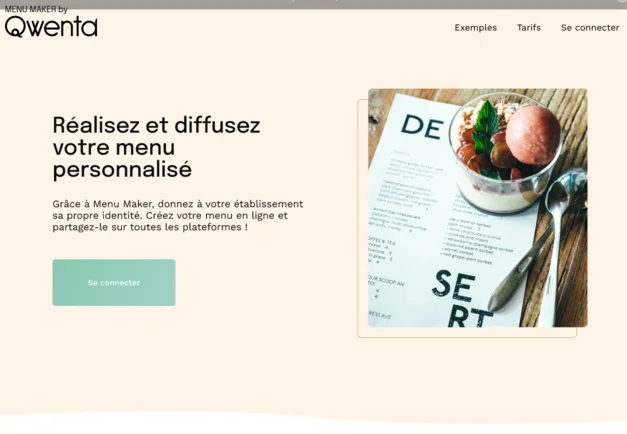 MENU MAKER by
Qwenta
Exemples
Tarifs
Se connecter
Réalisez et diffusez
votre menu
personnalisé
Grâce à Menu Maker, donnez à votre établissement
sa propre identité. Créez votre menu en ligne et
partagez-le sur toutes les plateformes !
Se connecter
DE
SE
RT